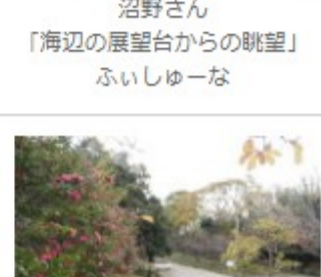 沼野さん
「海辺の展望台からの眺望」
ふぃしゅーな